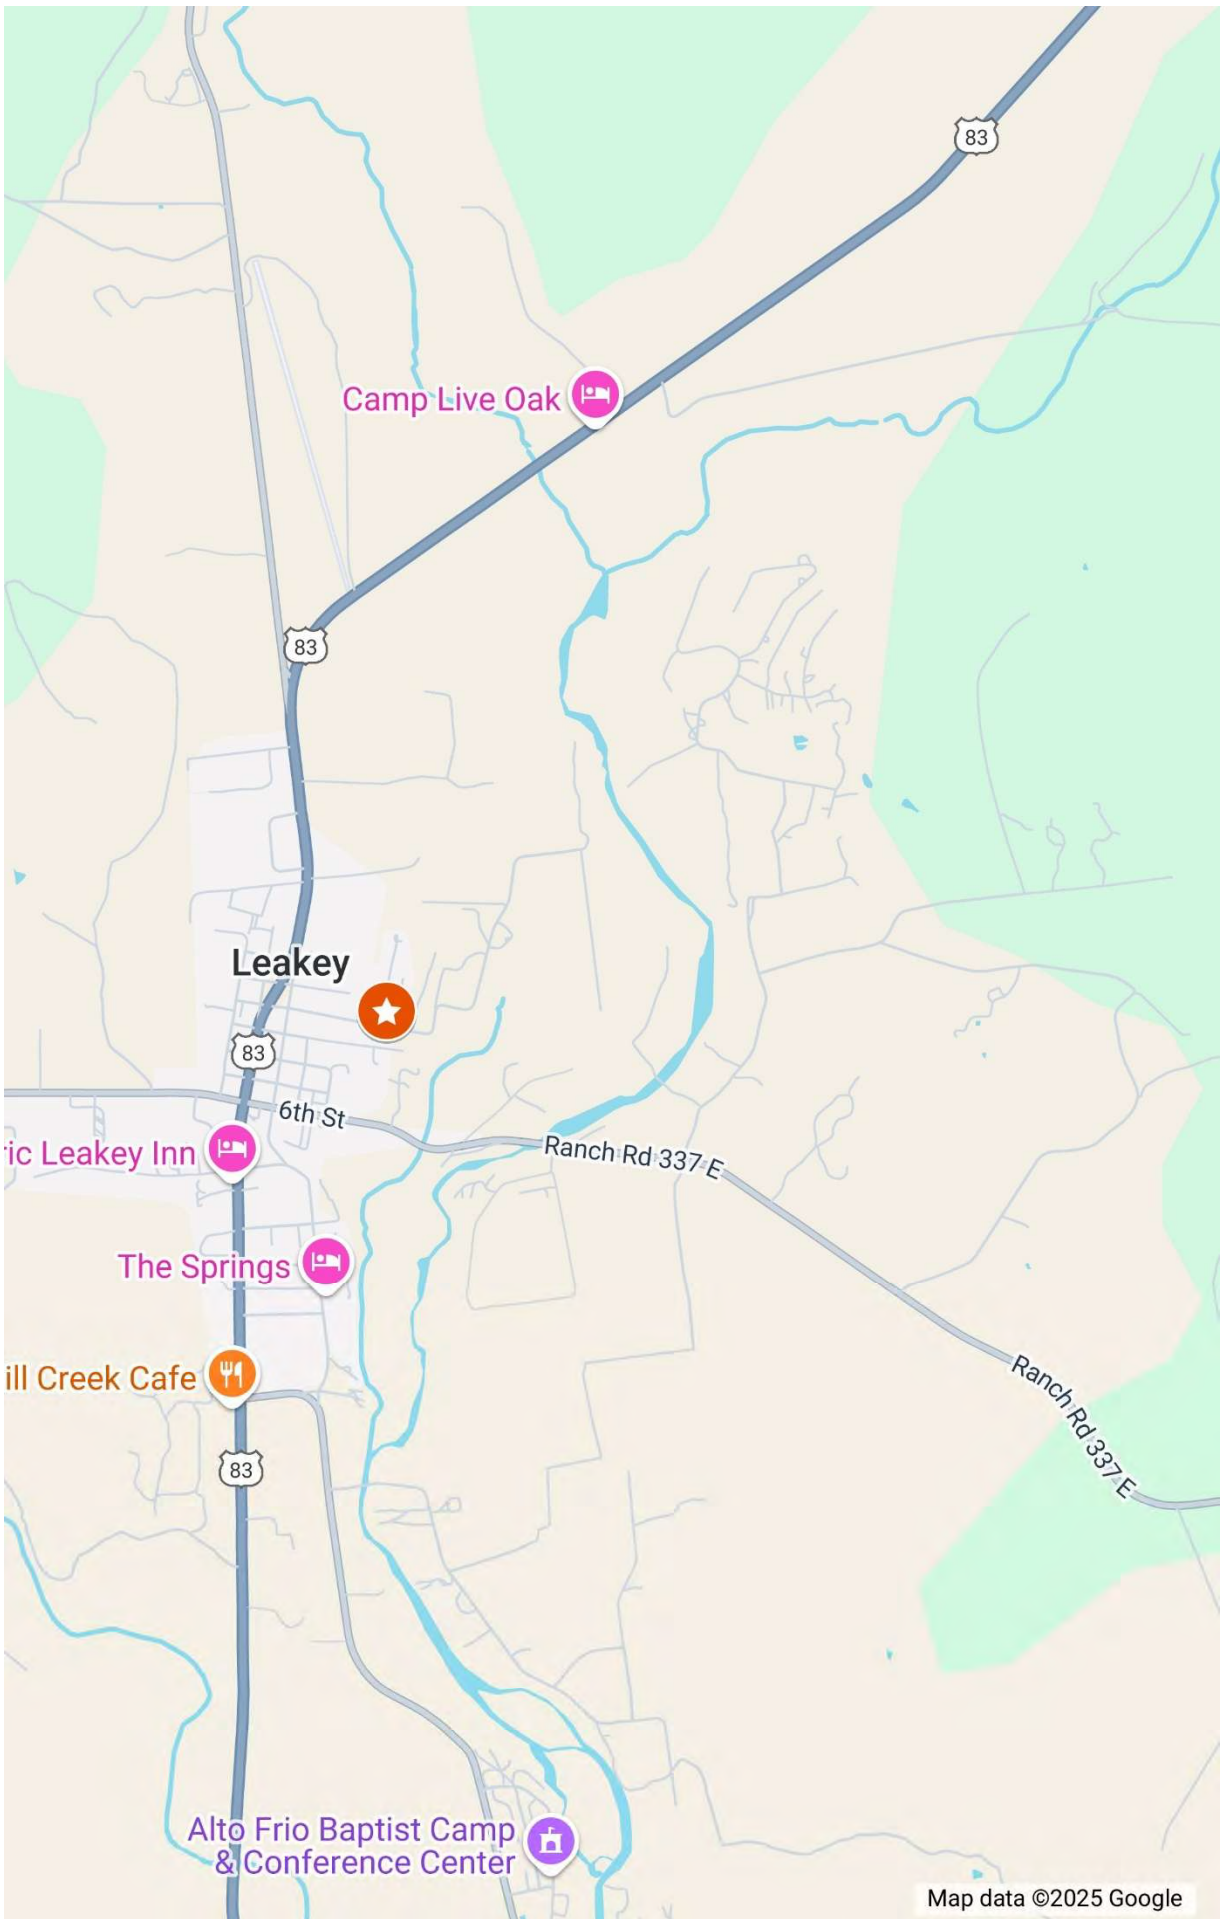 83
Camp Live Oak
83
Leakey
83
6th St
Ranch Rd 337 E
ric Leakey Inn
The Springs
ill Creek Cafe
Ranch Rd 337 E
83
Alto Frio Baptist Camp
& Conference Center
Map data ©2025 Google